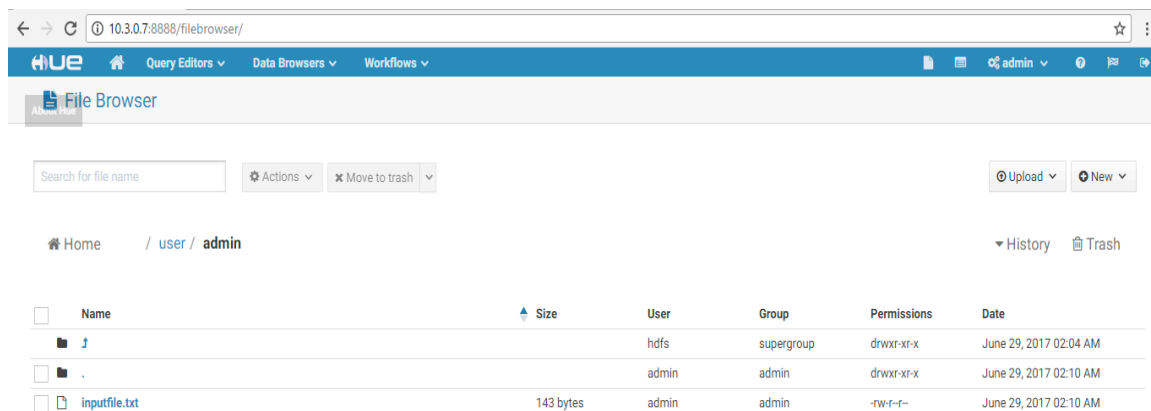 10.3.0.7:8888/filebrowser/
HUE Query Editors Data Browsers Workflows admin
File Browser
About Hue
Search for file name Actions Move to trash Upload New
Home / user / admin History Trash
Name Size User Group Permissions Date
hdfs supergroup drwxr-xr-x June 29, 2017 02:04 AM
. admin admin drwxr-xr-x June 29, 2017 02:10 AM
inputfile.txt 143 bytes admin admin -rw-r--r-- June 29, 2017 02:10 AM